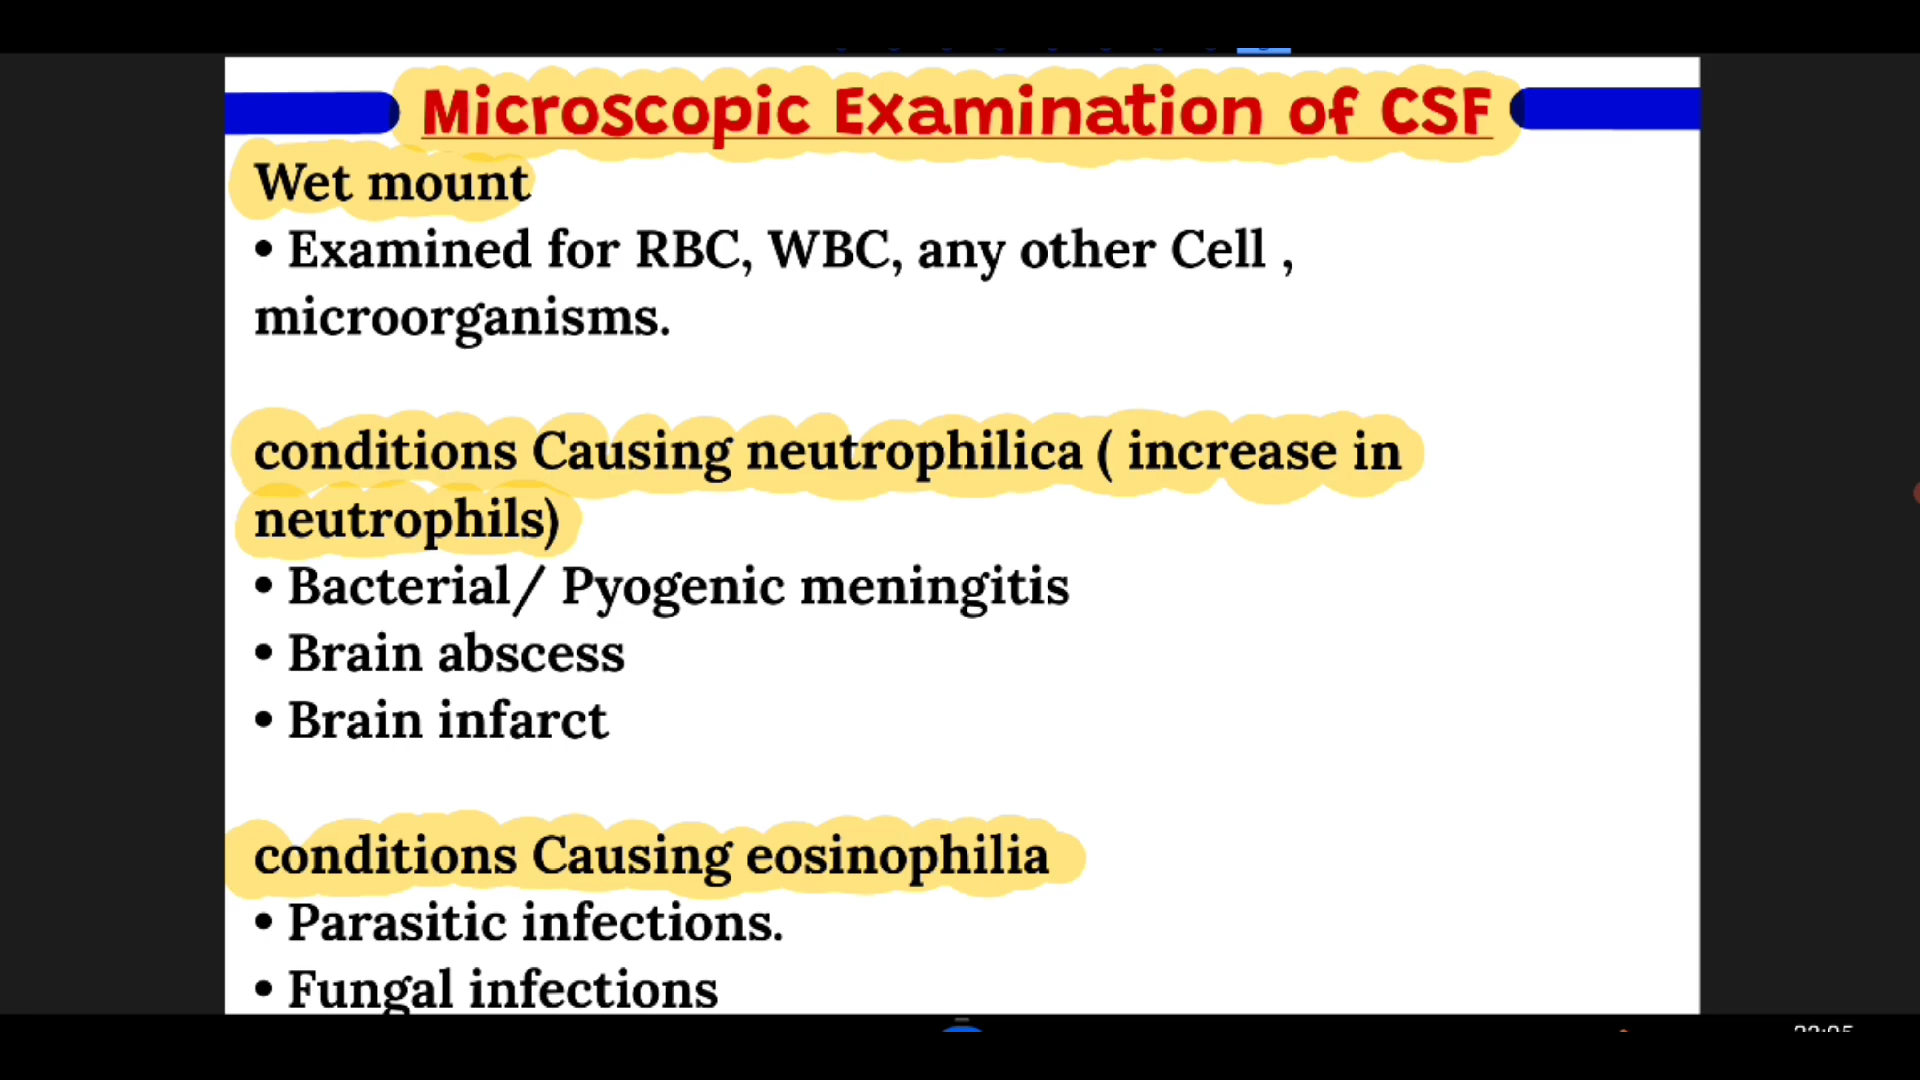 Microscopic Examination of CSF
Wet mount
• Examined for RBC, WBC, any other Cell ,
microorganisms.
conditions Causing neutrophilica ( increase in
neutrophils)
• Bacterial/ Pyogenic meningitis
• Brain abscess
• Brain infarct
conditions Causing eosinophilia
• Parasitic infections.
• Fungal infections